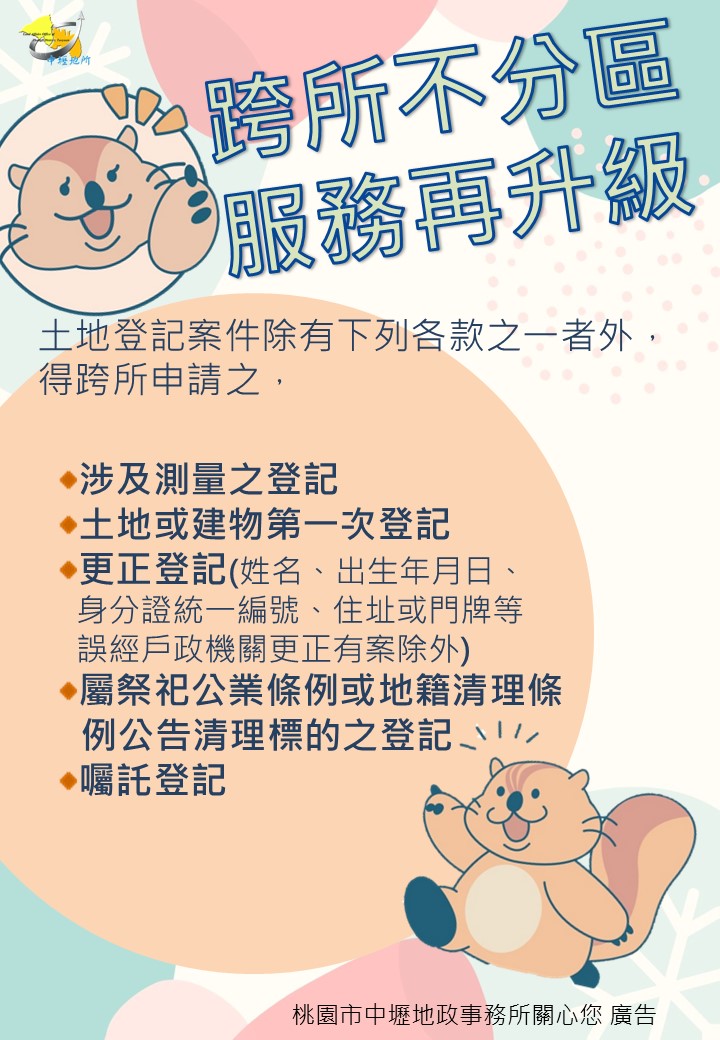 中壢地所
跨所不分區
服務再升級
土地登記案件除有下列各款之一者外，
得跨所申請之，
涉及測量之登記
土地或建物第一次登記
更正登記(姓名、出生年月日、
身分證統一編號、住址或門牌等
誤經戶政機關更正有案除外)
屬祭祀公業條例或地籍清理條
例公告清理標的之登記
囑託登記
桃園市中壢地政事務所關心您 廣告